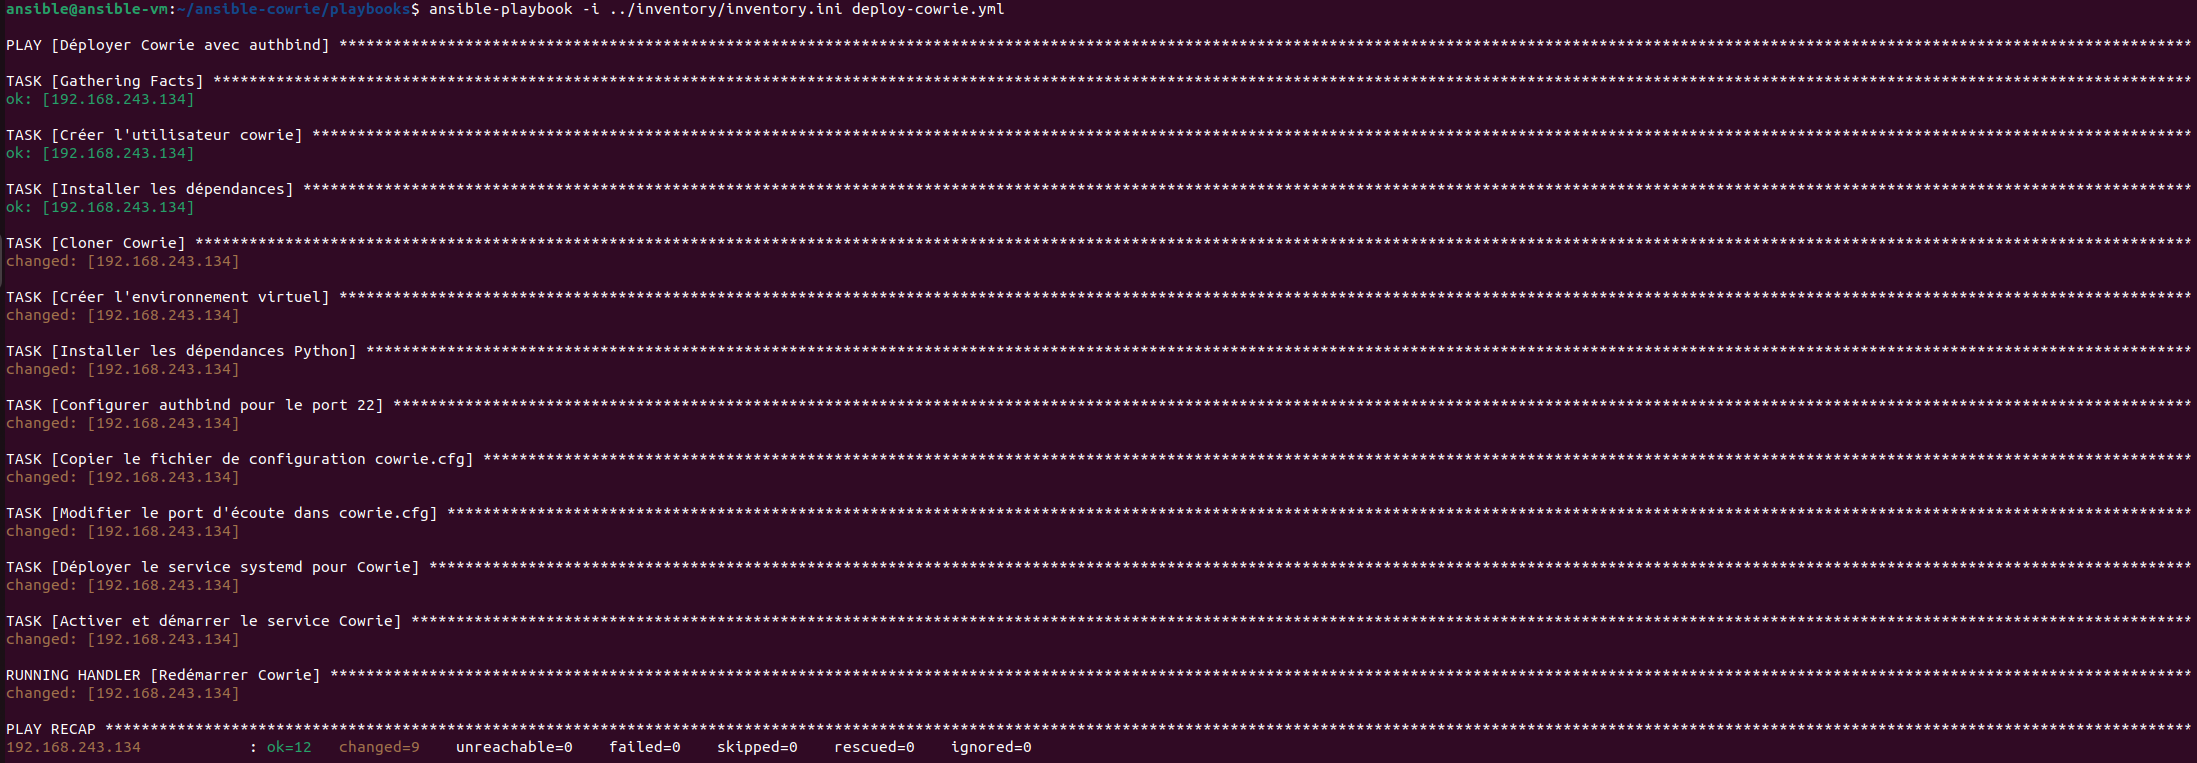 ansible@ansible-vm:~/ansible-cowrie/playbooks$ ansible-playbook -i ../inventory/inventory.ini deploy-cowrie.yml
PLAY [Déployer Cowrie avec authbind] ***
TASK [Gathering Facts] ***
ok: [192.168.243.134]
TASK [Créer l'utilisateur cowrie] ***
ok: [192.168.243.134]
TASK [Installer les dépendances] ***
ok: [192.168.243.134]
TASK [Cloner Cowrie] ***
changed: [192.168.243.134]
TASK [Créer l'environnement virtuel] ***
changed: [192.168.243.134]
TASK [Installer les dépendances Python] ***
changed: [192.168.243.134]
TASK [Configurer authbind pour le port 22] ***
changed: [192.168.243.134]
TASK [Copier le fichier de configuration cowrie.cfg] ***
changed: [192.168.243.134]
TASK [Modifier le port d'écoute dans cowrie.cfg] ***
changed: [192.168.243.134]
TASK [Déployer le service systemd pour Cowrie] ***
changed: [192.168.243.134]
TASK [Activer et démarrer le service Cowrie] ***
changed: [192.168.243.134]
RUNNING HANDLER [Redémarrer Cowrie] ***
changed: [192.168.243.134]
PLAY RECAP ***
192.168.243.134 : ok=12 changed=9 unreachable=0 failed=0 skipped=0 rescued=0 ignored=0